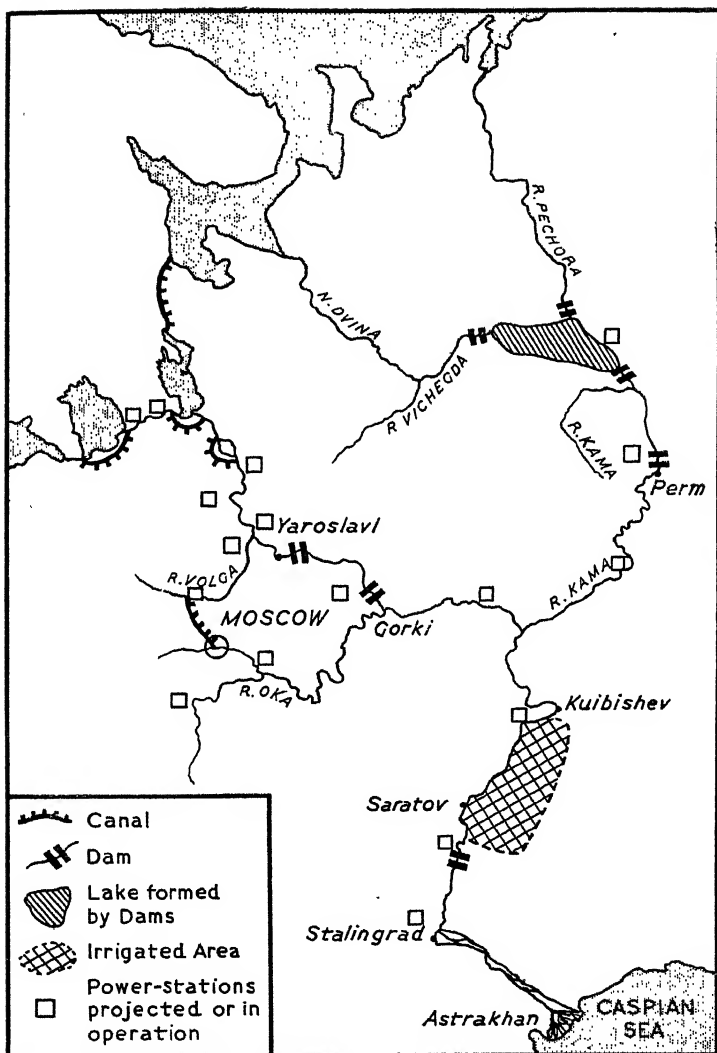 R. PECHORA
N. DVINA
R VICHEGDA
R. KAMA
Perm
Yaroslavl
R. VOLGA
MOSCOW
Gorki
R. KAMA
R. OKA
Kuibishev
Saratov
Stalingrad
Astrakhan
CASPIAN
SEA
Canal
Dam
Lake formed
by Dams
Irrigated Area
Power-stations
projected or in
operation